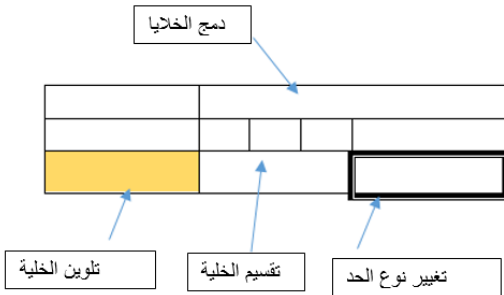 دمج الخلايا
تغيير نوع الحد
تقسيم الخلية
تلوين الخلية